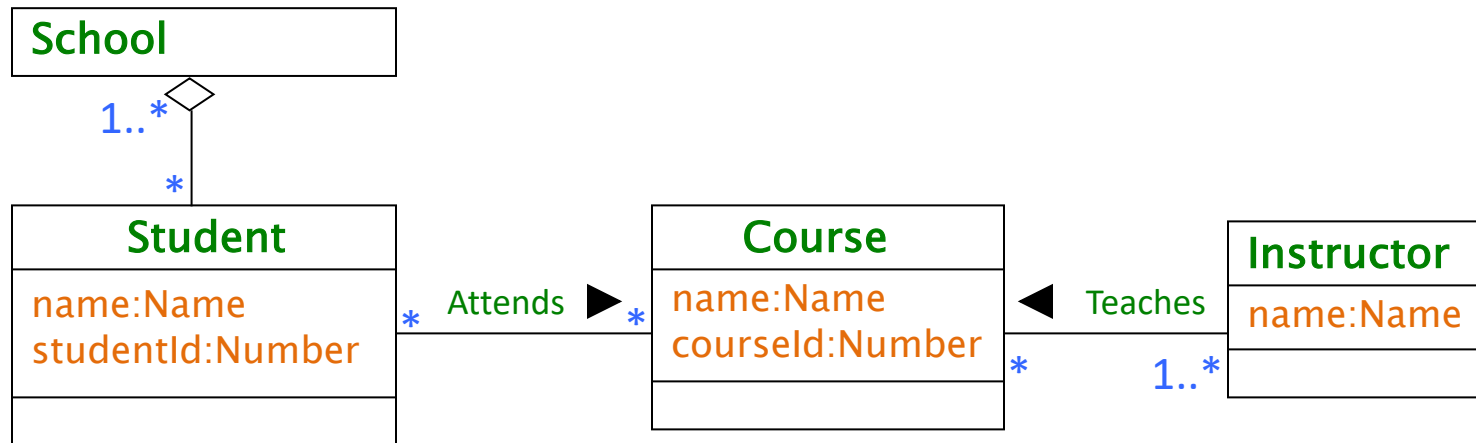 School
1..*
*
Student
name:Name
studentId:Number
* Attends *
Course
name:Name
courseId:Number
* Teaches 1..*
Instructor
name:Name